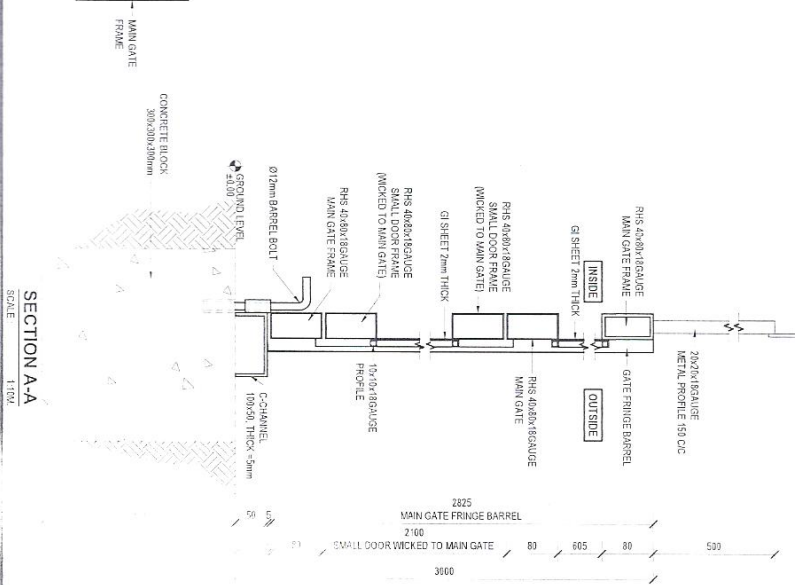 MAIN GATE
FRAME
CONCRETE BLOCK
300x300x300mm
GROUND LEVEL
±0.00
Ø12mm BARREL BOLT
RHS 40x80x18GAUGE
MAIN GATE FRAME
RHS 40x80x18GAUGE
SMALL DOOR FRAME
(WICKED TO MAIN GATE)
GI SHEET 2mm THICK
RHS 40x80x18GAUGE
SMALL DOOR FRAME
(WICKED TO MAIN GATE)
GI SHEET 2mm THICK
INSIDE
RHS 40x80x18GAUGE
MAIN GATE FRAME
20x20x18GAUGE
METAL PROFILE 150 C/C
GATE FRINGE BARREL
OUTSIDE
RHS 40x80x18GAUGE
MAIN GATE
10x10x18GAUGE
PROFILE
C-CHANNEL
100x50, THICK =5mm
2825
MAIN GATE FRINGE BARREL
2100
SMALL DOOR WICKED TO MAIN GATE
80
605
80
500
3000
SECTION A-A
SCALE